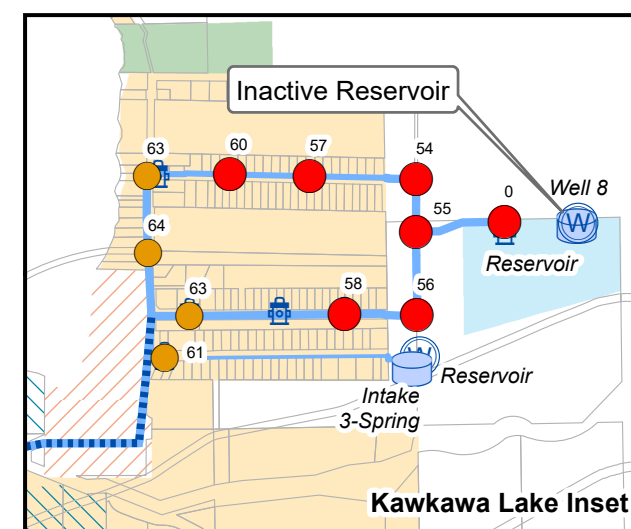 Inactive Reservoir
63
60
57
54
0
Well 8
55
Reservoir
64
63
58
56
61
Reservoir
Intake
3-Spring
W
W
Kawkawa Lake Inset